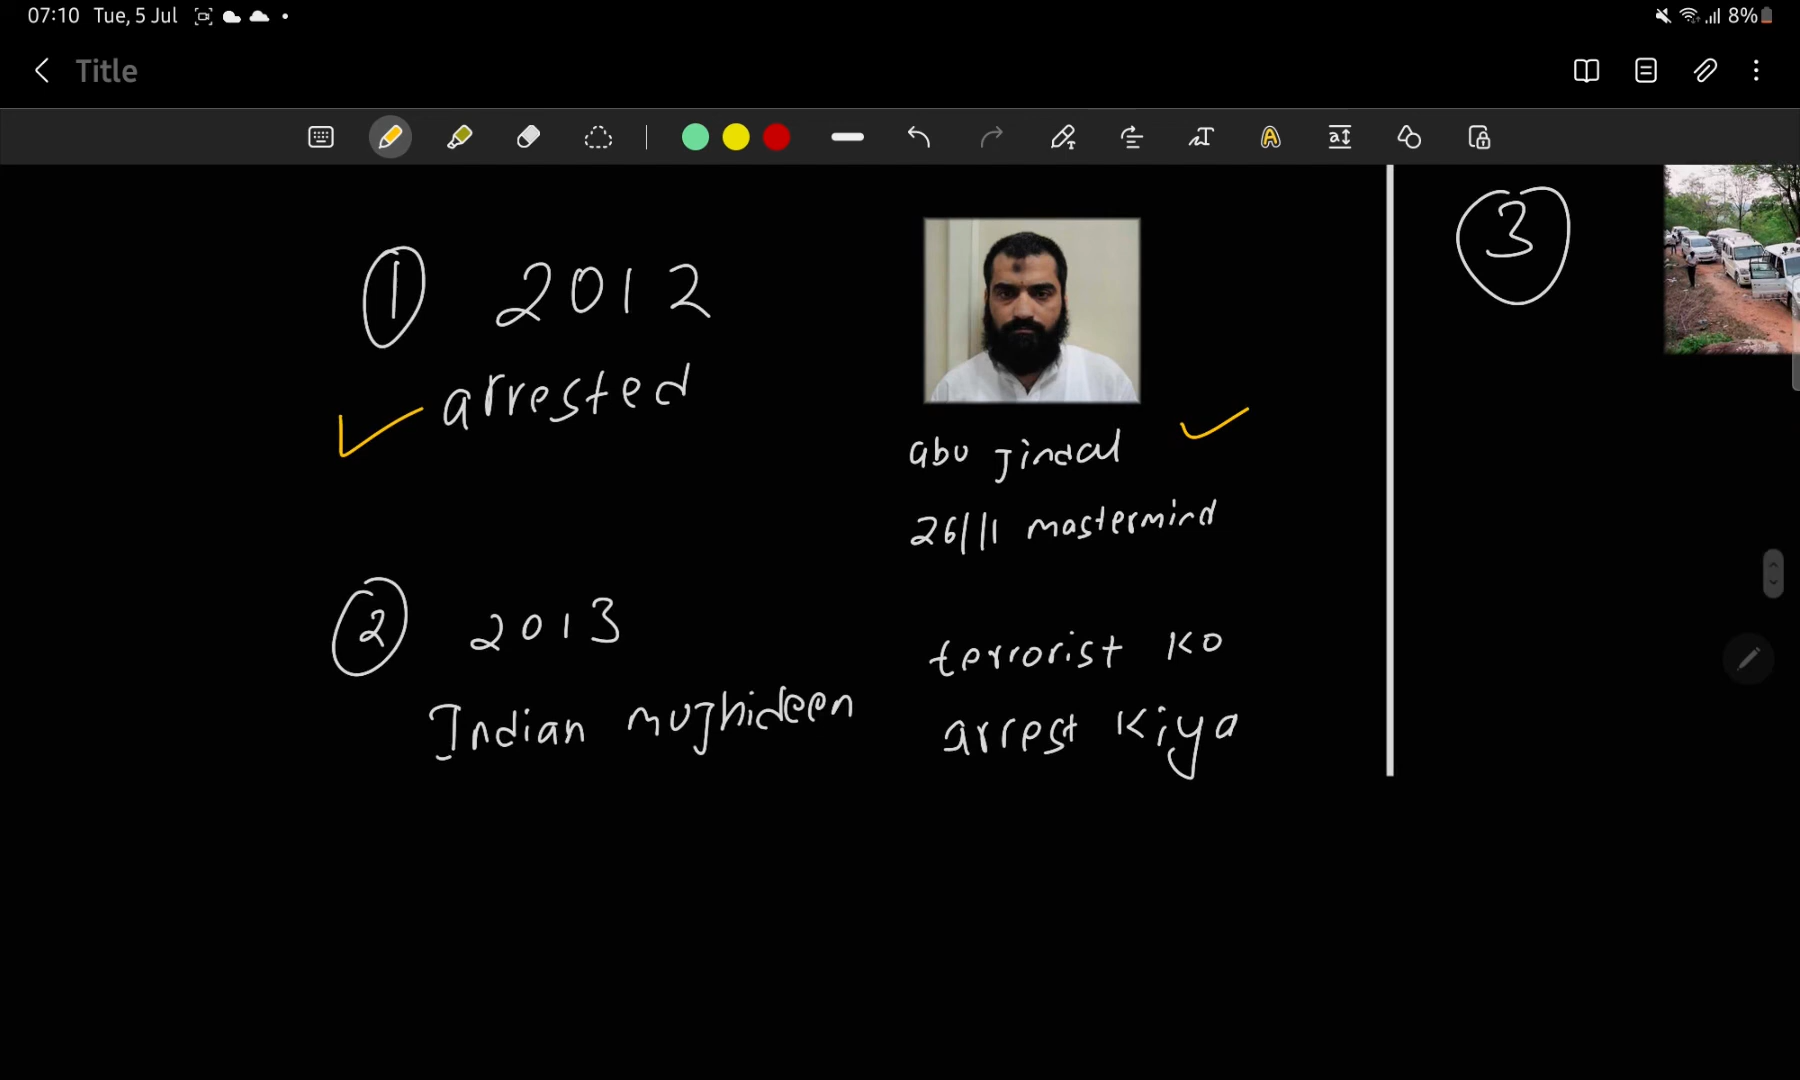 07:10 Tue, 5 Jul
8%
Title
① 2012
arrested
abu Jindal
26/11 mastermind
② 2013
Indian mujhideen
terrorist ko
arrest kiya
③